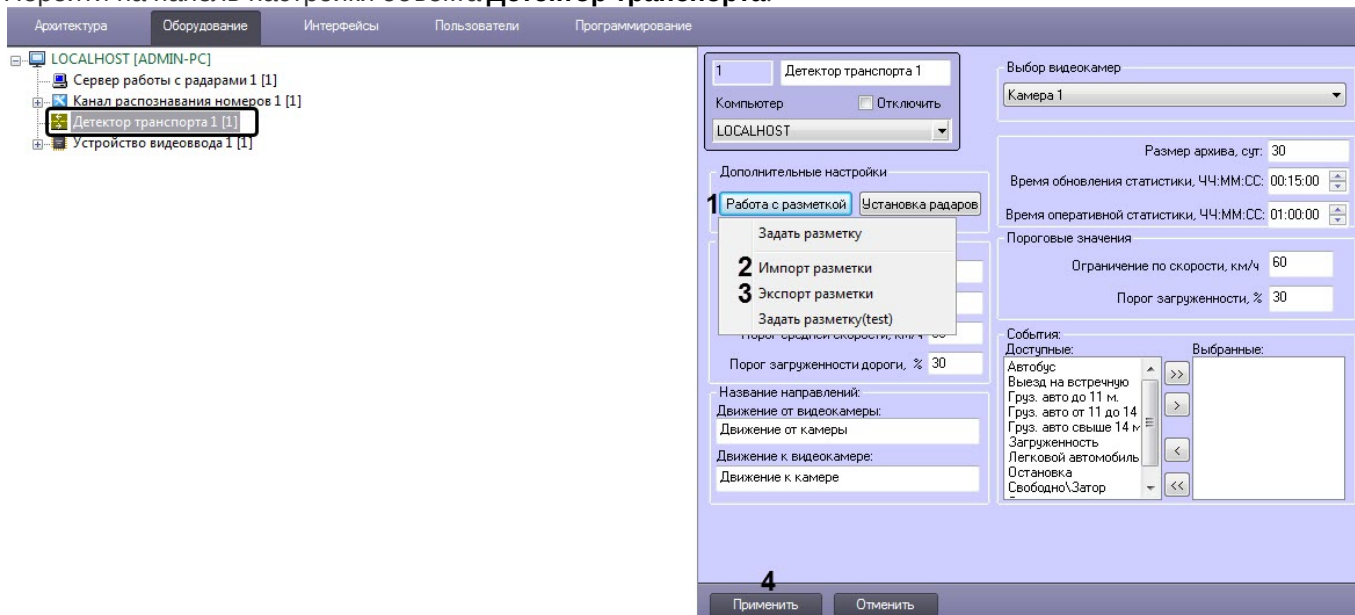 Перейти на панель настройки объекта Детектор транспорта.
Архитектура Оборудование Интерфейсы Пользователи Программирование
LOCALHOST [ADMIN-PC]
Сервер работы с радарами 1 [1]
Канал распознавания номеров 1 [1]
Детектор транспорта 1 [1]
Устройство видеоввода 1 [1]
1 Детектор транспорта 1
Компьютер Отключить
LOCALHOST
Дополнительные настройки
1 Работа с разметкой Установка радаров
Задать разметку
2 Импорт разметки
3 Экспорт разметки
Задать разметку(test)
Порог средней скорости, км/ч
Порог загруженности дороги, % 30
Название направлений:
Движение от видеокамеры:
Движение от камеры
Движение к видеокамере:
Движение к камере
Выбор видеокамер
Камера 1
Размер архива, сут: 30
Время обновления статистики, ЧЧ:ММ:СС: 00:15:00
Время оперативной статистики, ЧЧ:ММ:СС: 01:00:00
Пороговые значения
Ограничение по скорости, км/ч 60
Порог загруженности, % 30
События:
Доступные: Выбранные:
Автобус
Выезд на встречную
Груз. авто до 11 м.
Груз. авто от 11 до 14
Груз. авто свыше 14 м
Загруженность
Легковой автомобиль
Остановка
Свободно\Затор
>>
>
<
<<
4
Применить Отменить